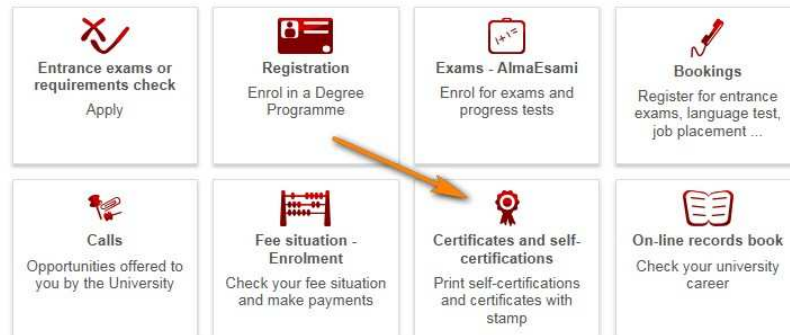 Entrance exams or
requirements check
Apply
Registration
Enrol in a Degree
Programme
Exams - AlmaEsami
Enrol for exams and
progress tests
Bookings
Register for entrance
exams, language test,
job placement ...
Calls
Opportunities offered to
you by the University
Fee situation -
Enrolment
Check your fee situation
and make payments
Certificates and self-
certifications
Print self-certifications
and certificates with
stamp
On-line records book
Check your university
career